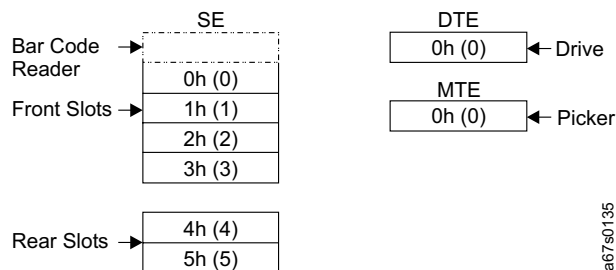 SE
Bar Code
Reader
0h (0)
Front Slots
1h (1)
2h (2)
3h (3)
Rear Slots
4h (4)
5h (5)
DTE
0h (0)
Drive
MTE
0h (0)
Picker
a67s0135